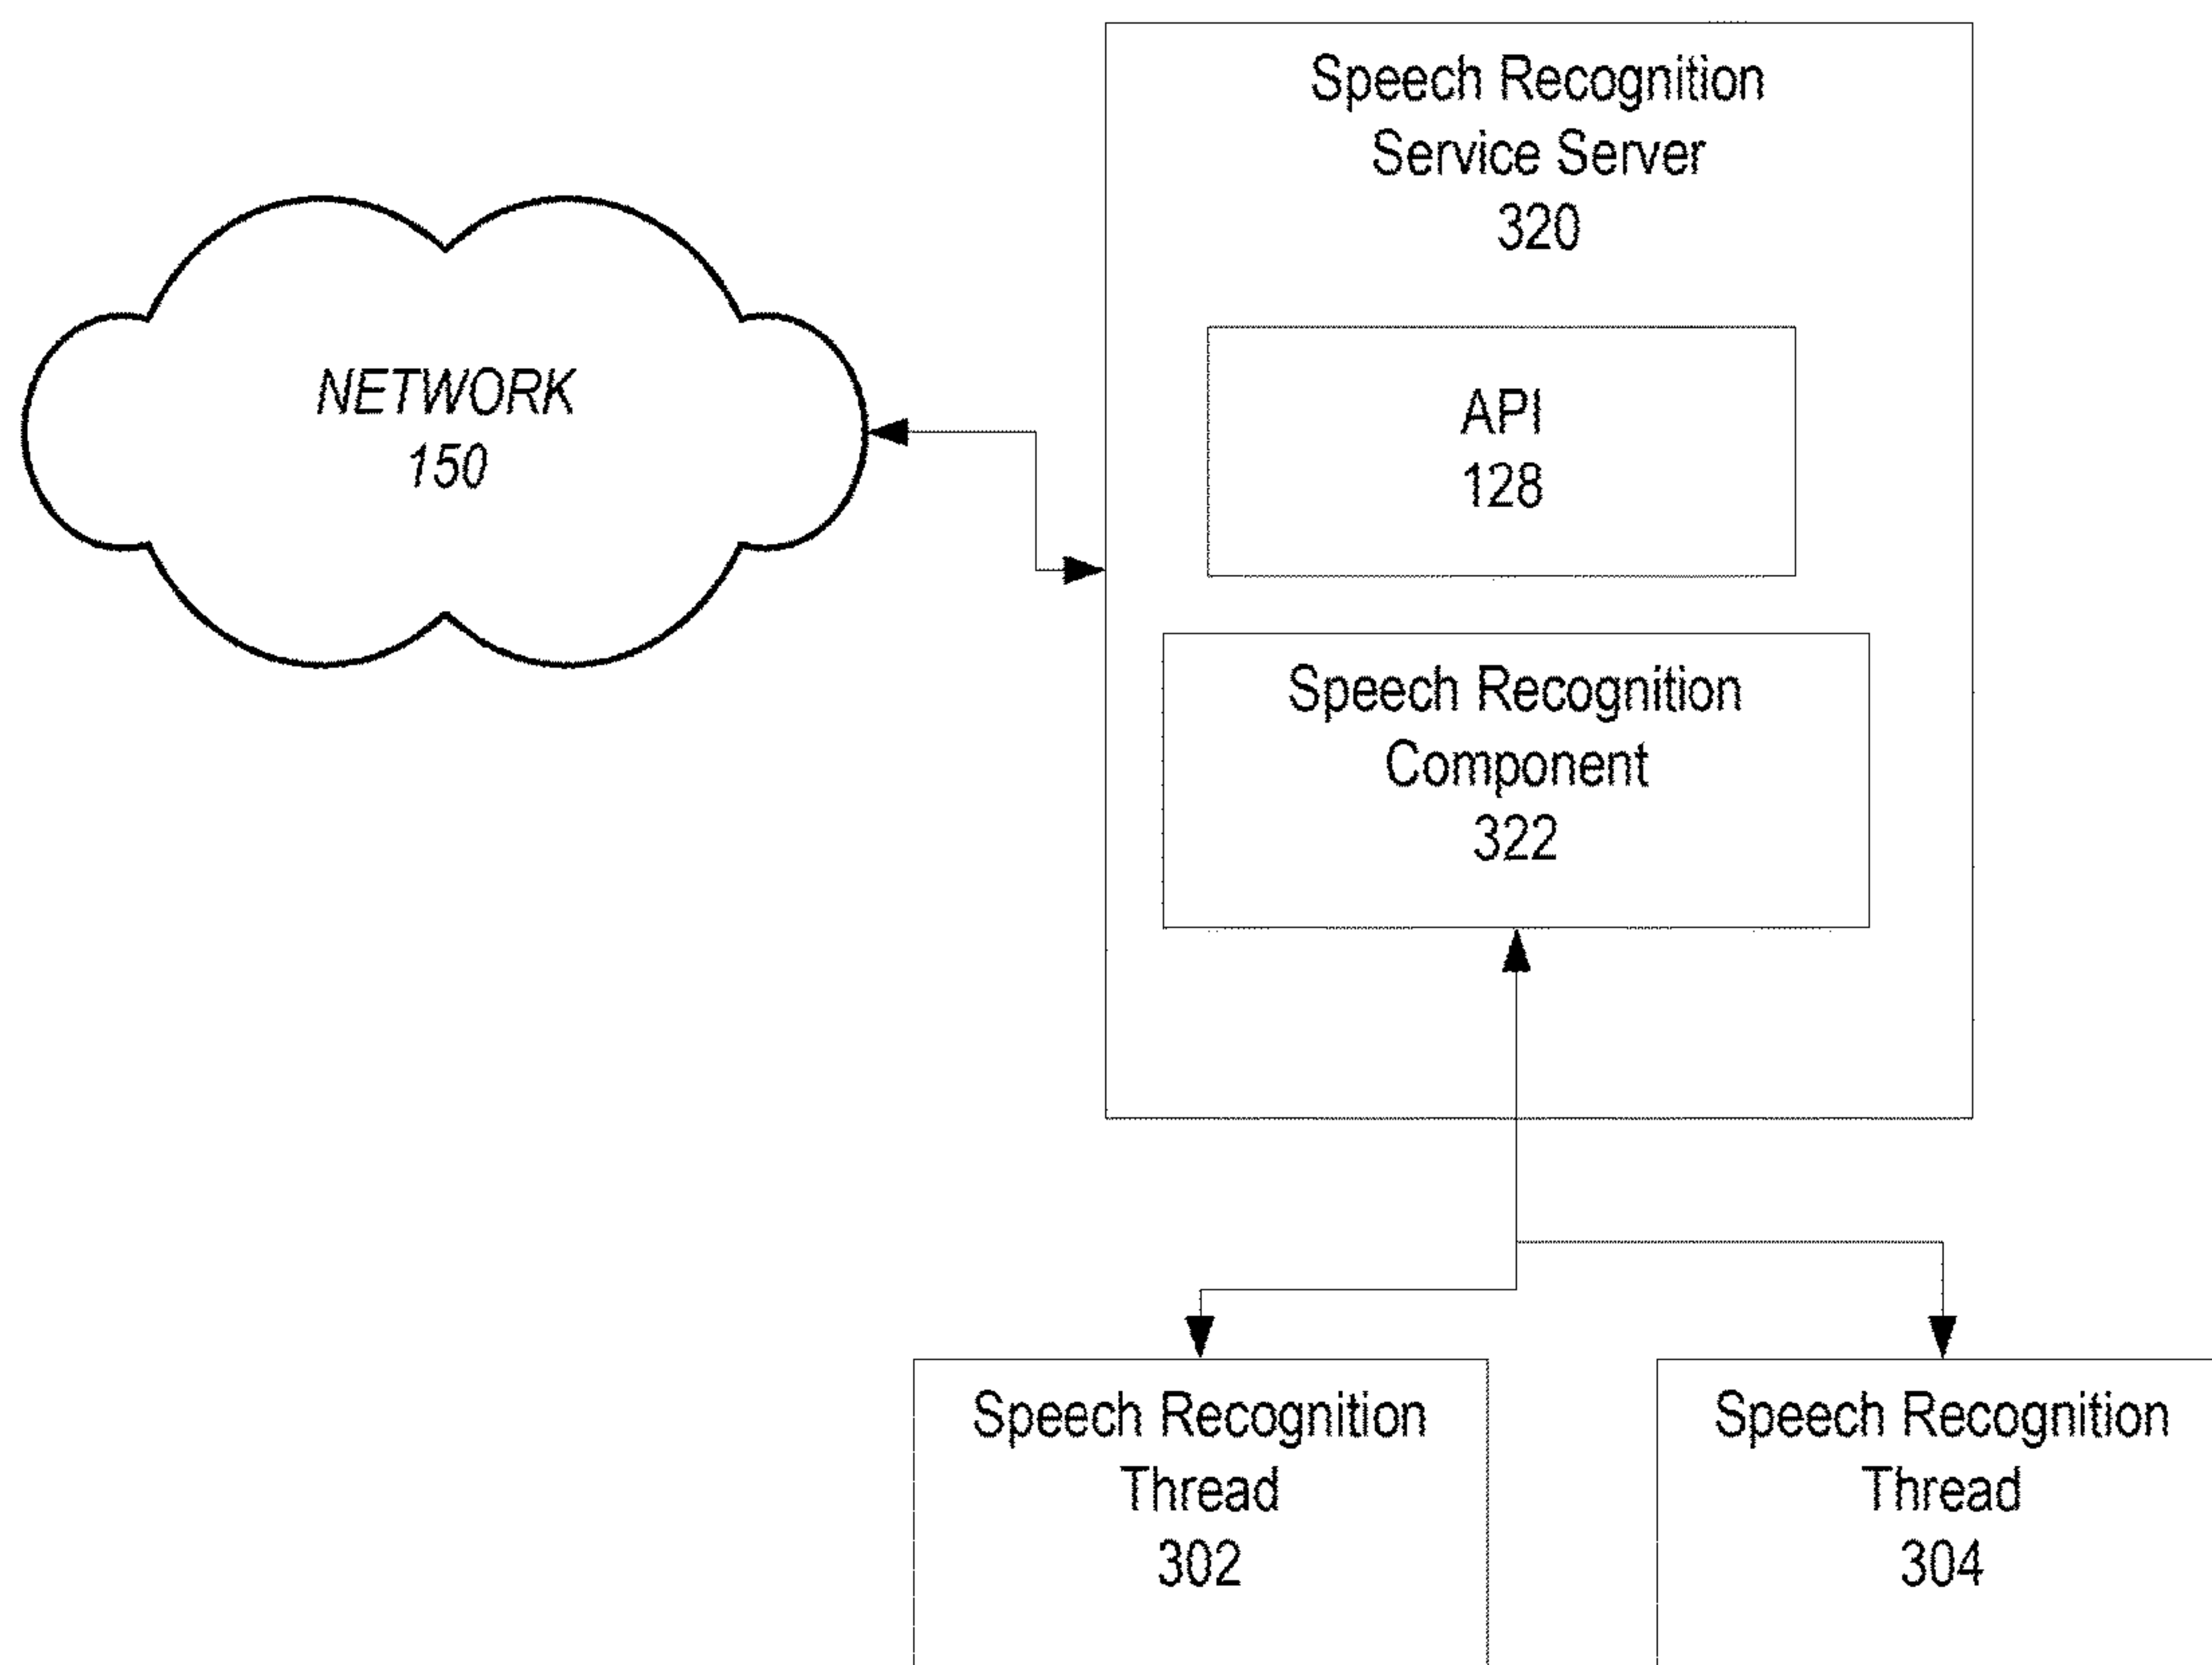 Speech Recognition
Service Server
320
NETWORK
150
API
128
Speech Recognition
Component
322
Speech Recognition
Thread
302
Speech Recognition
Thread
304